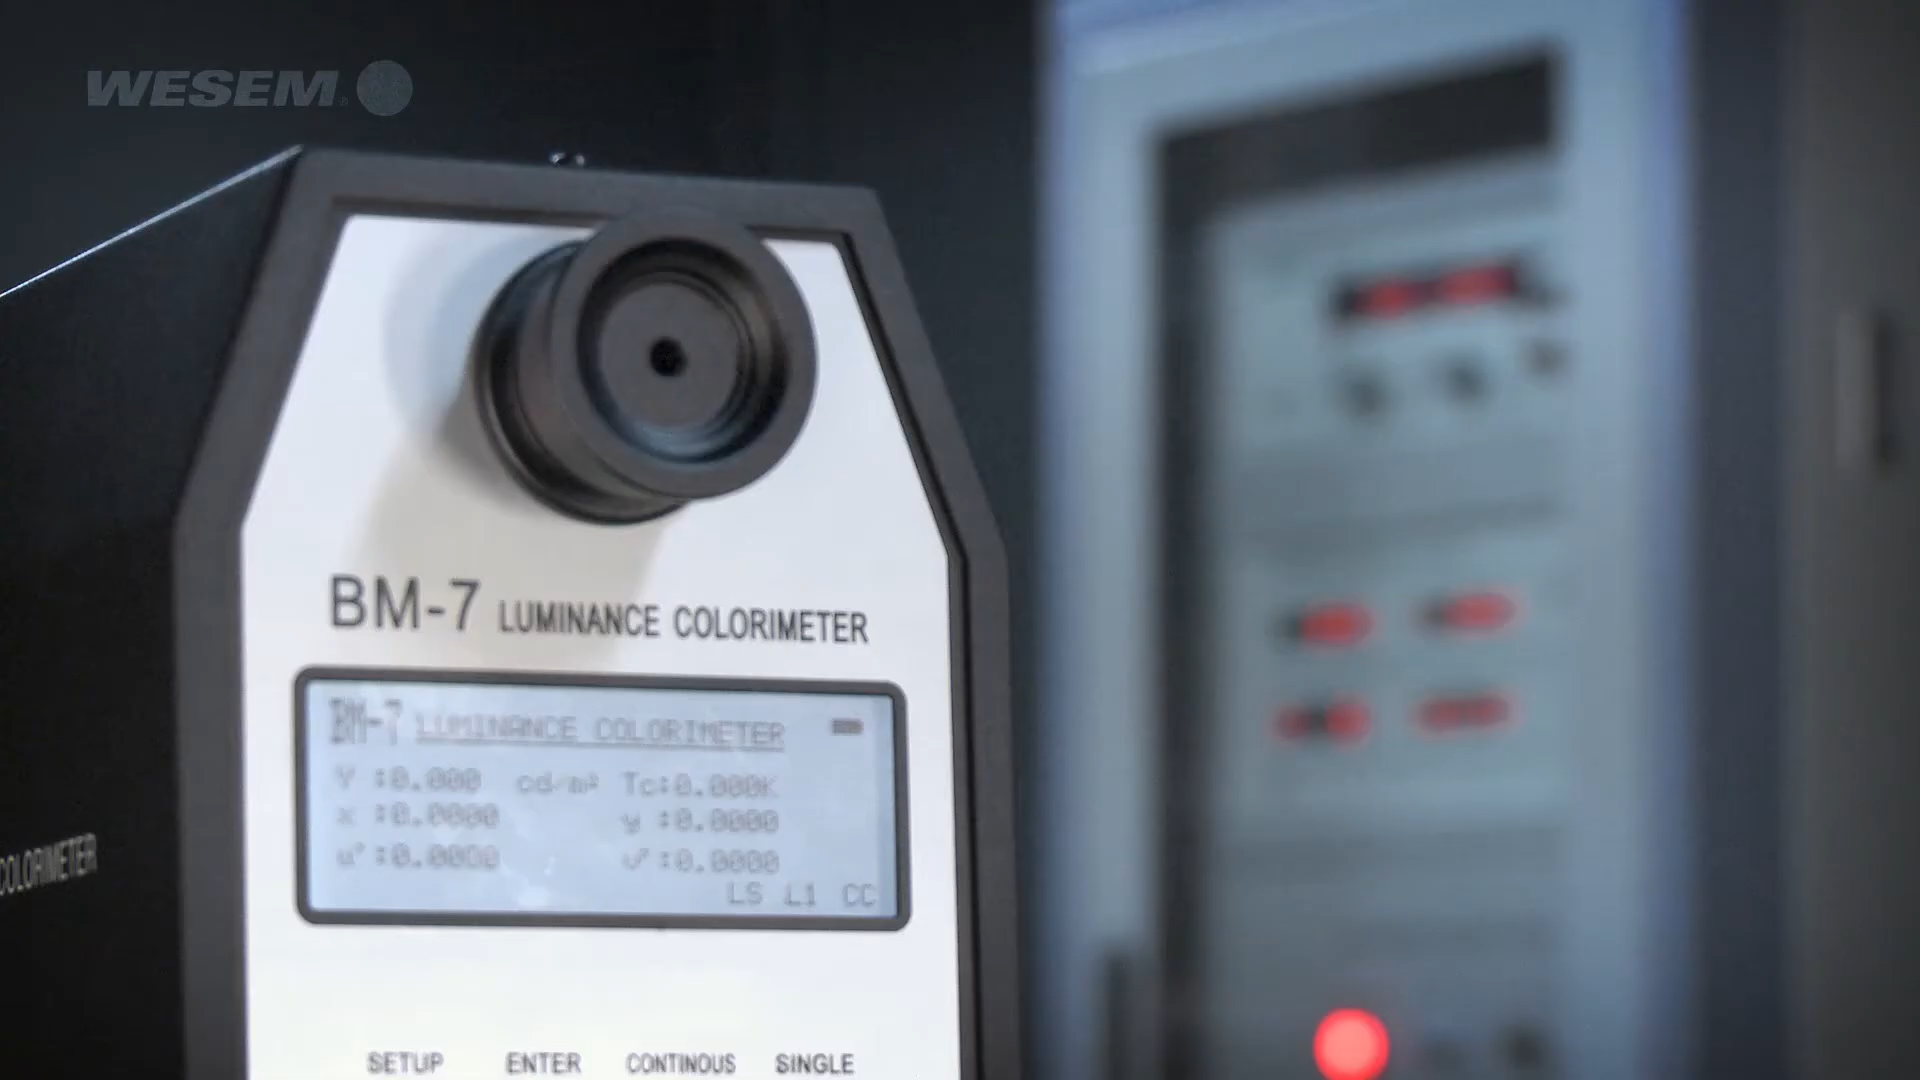 WESEM
BM-7 LUMINANCE COLORIMETER
BM-7 LUMINANCE COLORIMETER
Y :0.000 cd/m² Tc:0.000K
x :0.0000 y :0.0000
u' :0.0000 v' :0.0000
LS L1 CC
COLORIMETER
SETUP ENTER CONTINOUS SINGLE